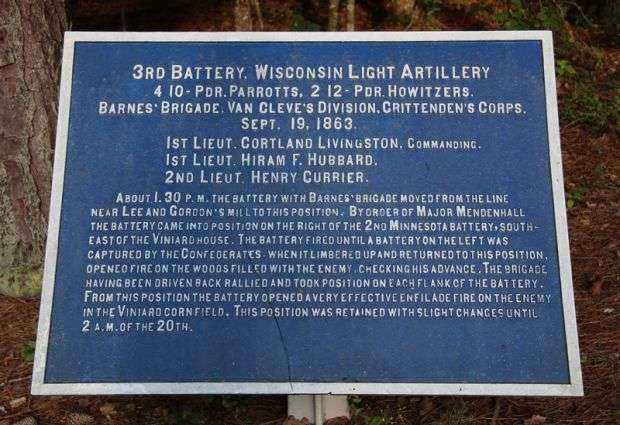 3RD BATTERY, WISCONSIN LIGHT ARTILLERY
4 10-PDR. PARROTTS, 2 12-PDR. HOWITZERS.
BARNES' BRIGADE, VAN CLEVE'S DIVISION, CRITTENDEN'S CORPS.
SEPT. 19, 1863.
1ST LIEUT. CORTLAND LIVINGSTON, COMMANDING.
1ST LIEUT. HIRAM F. HUBBARD.
2ND LIEUT. HENRY CURRIER.
ABOUT 1.30 P.M. THE BATTERY WITH BARNES' BRIGADE MOVED FROM THE LINE
NEAR LEE AND GORDON'S MILL TO THIS POSITION. BY ORDER OF MAJOR MENDENHALL
THE BATTERY CAME INTO POSITION ON THE RIGHT OF THE 2ND MINNESOTA BATTERY, SOUTH-
EAST OF THE VINIARD HOUSE. THE BATTERY FIRED UNTIL A BATTERY ON THE LEFT WAS
CAPTURED BY THE CONFEDERATES - WHEN IT LIMBERED UP AND RETURNED TO THIS POSITION,
OPENED FIRE ON THE WOODS FILLED WITH THE ENEMY, CHECKING HIS ADVANCE. THE BRIGADE
HAVING BEEN DRIVEN BACK RALLIED AND TOOK POSITION ON EACH FLANK OF THE BATTERY.
FROM THIS POSITION THE BATTERY OPENED A VERY EFFECTIVE ENFILADE FIRE ON THE ENEMY
IN THE VINIARD CORNFIELD. THIS POSITION WAS RETAINED WITH SLIGHT CHANGES UNTIL
2 A.M. OF THE 20TH.